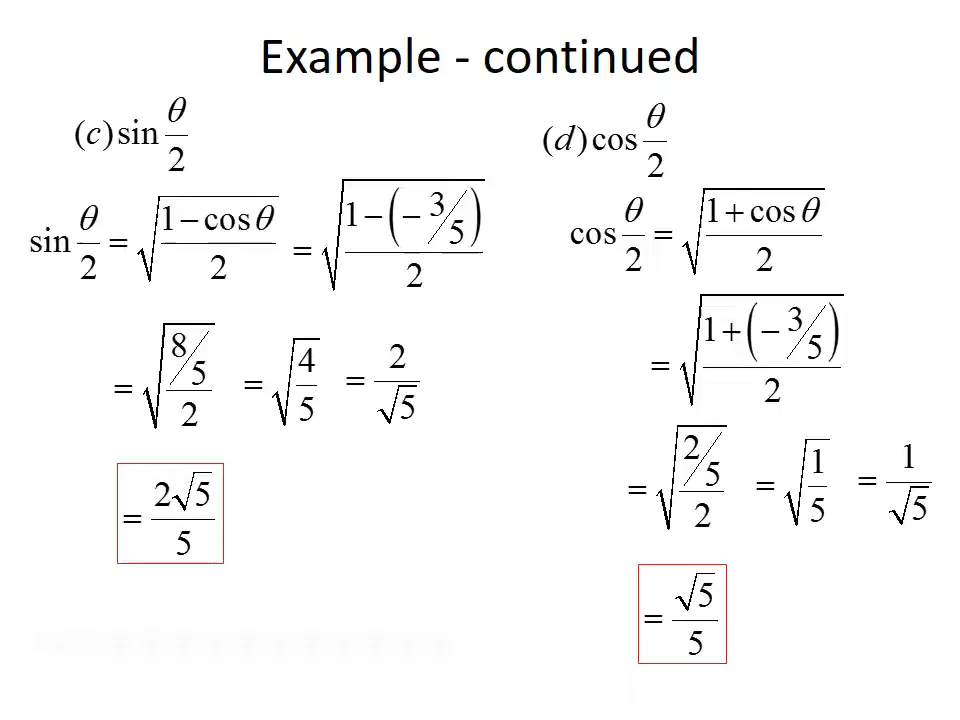 Example - continued
(c) sin θ/2
sin θ/2 = √((1 − cos θ)/2) = √((1 − (−3/5))/2)
= √((8/5)/2) = √(4/5) = 2/√5
= 2√5/5
(d) cos θ/2
cos θ/2 = √((1 + cos θ)/2)
= √((1 + (−3/5))/2)
= √((2/5)/2) = √(1/5) = 1/√5
= √5/5